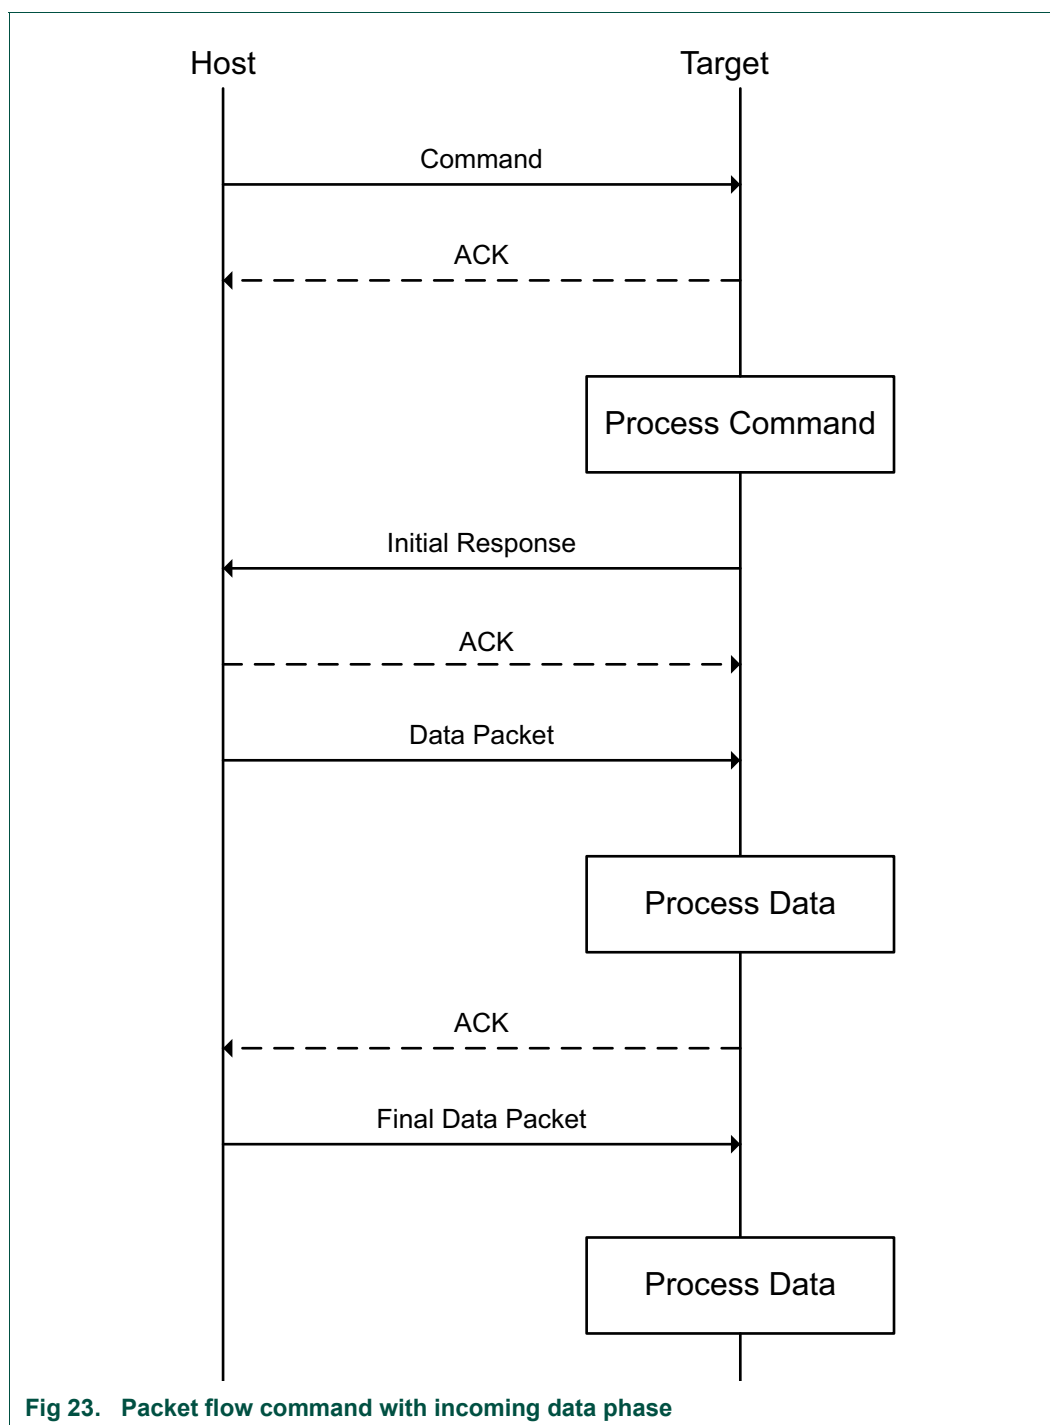 Host
Target
Command
ACK
Process Command
Initial Response
ACK
Data Packet
Process Data
ACK
Final Data Packet
Process Data
Fig 23. Packet flow command with incoming data phase